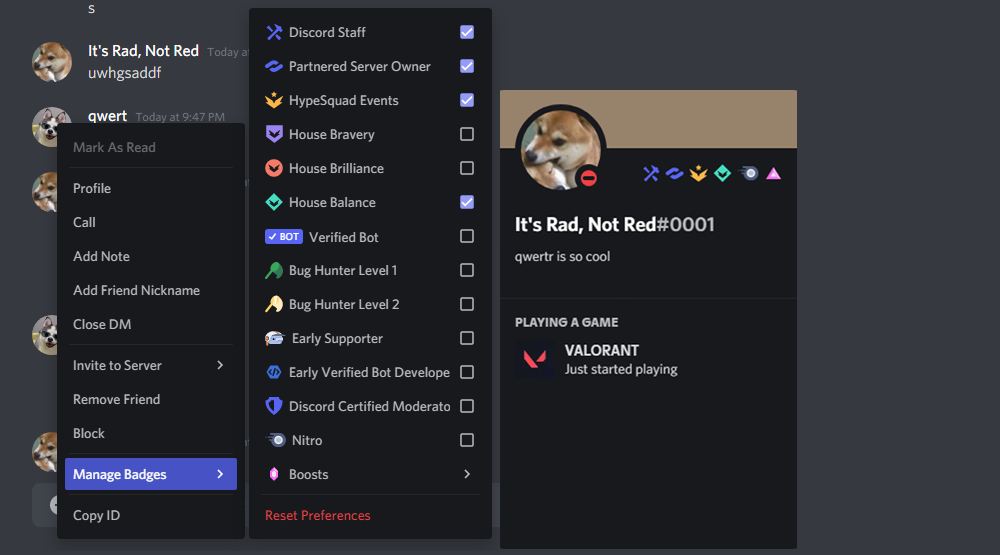 s
It's Rad, Not Red Today at
uwhgsaddf
qwert Today at 9:47 PM
Mark As Read
Profile
Call
Add Note
Add Friend Nickname
Close DM
Invite to Server
Remove Friend
Block
Manage Badges
Copy ID
Discord Staff
Partnered Server Owner
HypeSquad Events
House Bravery
House Brilliance
House Balance
BOT Verified Bot
Bug Hunter Level 1
Bug Hunter Level 2
Early Supporter
Early Verified Bot Develope
Discord Certified Moderato
Nitro
Boosts
Reset Preferences
It's Rad, Not Red#0001
qwertr is so cool
PLAYING A GAME
VALORANT
Just started playing